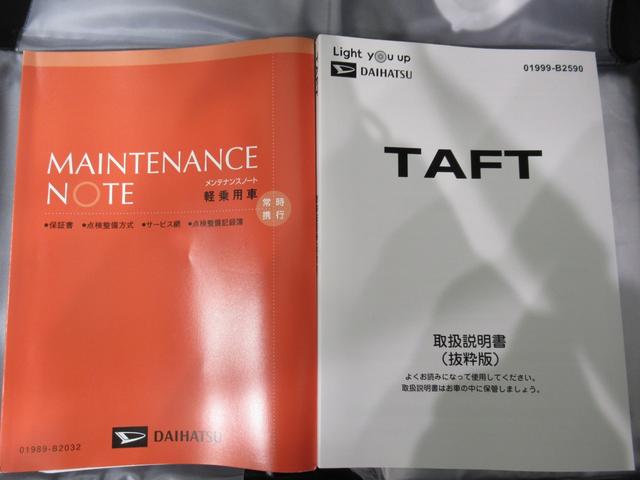 MAINTENANCE
NOTE
メンテナンスノート
軽乗用車
常時
携行
●保証書 ●点検整備方式 ●サービス網 ●点検整備記録簿
DAIHATSU
01989-B2032
Light you up
DAIHATSU
01999-B2590
TAFT
取扱説明書
(抜粋版)
よくお読みになって使用してください。
取扱説明書はお車の中に保管しましょう。